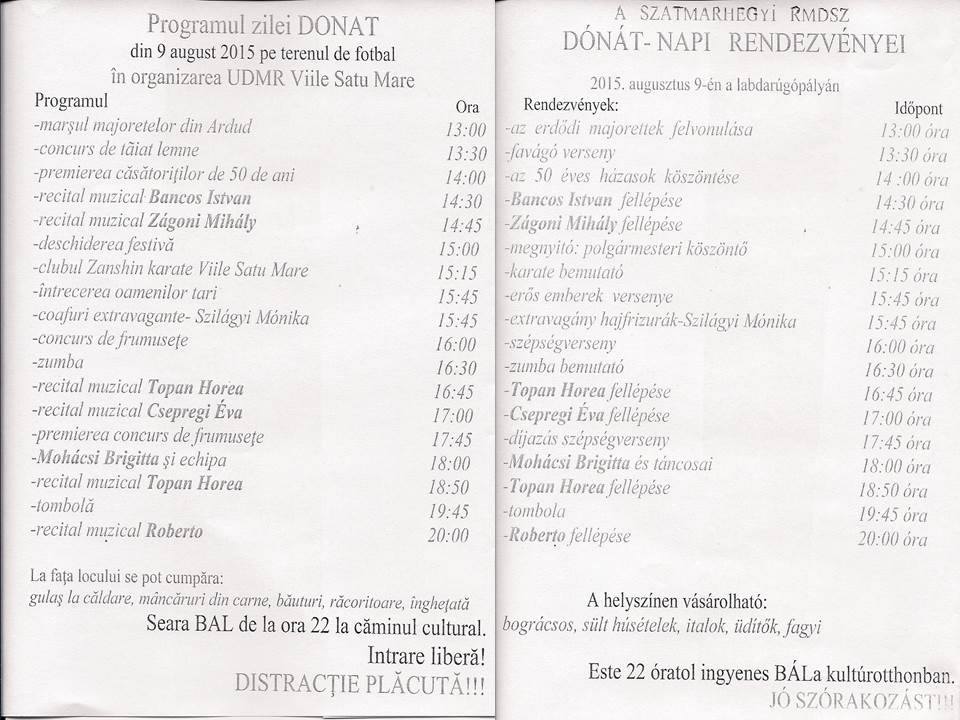 Programul zilei DONAT
din 9 august 2015 pe terenul de fotbal
în organizarea UDMR Viile Satu Mare
Programul Ora
-marşul majoretelor din Ardud 13:00
-concurs de tăiat lemne 13:30
-premierea căsătoriţilor de 50 de ani 14:00
-recital muzical Bancos Istvan 14:30
-recital muzical Zágoni Mihály 14:45
-deschiderea festivă 15:00
-clubul Zanshin karate Viile Satu Mare 15:15
-întrecerea oamenilor tari 15:45
-coafuri extravagante- Szilágyi Mónika 15:45
-concurs de frumuseţe 16:00
-zumba 16:30
-recital muzical Topan Horea 16:45
-recital muzical Csepregi Éva 17:00
-premierea concurs de frumuseţe 17:45
-Mohácsi Brigitta şi echipa 18:00
-recital muzical Topan Horea 18:50
-tombolă 19:45
-recital muzical Roberto 20:00
La faţa locului se pot cumpăra:
gulaş la căldare, mâncăruri din carne, băuturi, răcoritoare, îngheţată
Seara BAL de la ora 22 la căminul cultural.
Intrare liberă!
DISTRACŢIE PLĂCUTĂ!!!
A SZATMARHEGYi RMDSZ
DÓNÁT- NAPI RENDEZVÉNYEI
2015. augusztus 9-én a labdarúgópályán
Rendezvények: Időpont
-az erdődi majorettek felvonulása 13:00 óra
-favágó verseny 13:30 óra
-az 50 éves házasok köszöntése 14 :00 óra
-Bancos Istvan fellépése 14:30 óra
-Zágoni Mihály fellépése 14:45 óra
-megnyitó: polgármesteri köszöntő 15:00 óra
-karate bemutató 15:15 óra
-erős emberek versenye 15:45 óra
-extravagány hajfrizurák-Szilágyi Mónika 15:45 óra
-szépségverseny 16:00 óra
-zumba bemutató 16:30 óra
-Topan Horea fellépése 16:45 óra
-Csepregi Éva fellépése 17:00 óra
-díjazás szépségverseny 17:45 óra
-Mohácsi Brigitta és táncosai 18:00 óra
-Topan Horea fellépése 18:50 óra
-tombola 19:45 óra
-Roberto fellépése 20:00 óra
A helyszínen vásárolható:
bográcsos, sült húsételek, italok, üdítők, fagyi
Este 22 óratol ingyenes BÁLa kultúrotthonban.
JÓ SZÓRAKOZÁST!!!